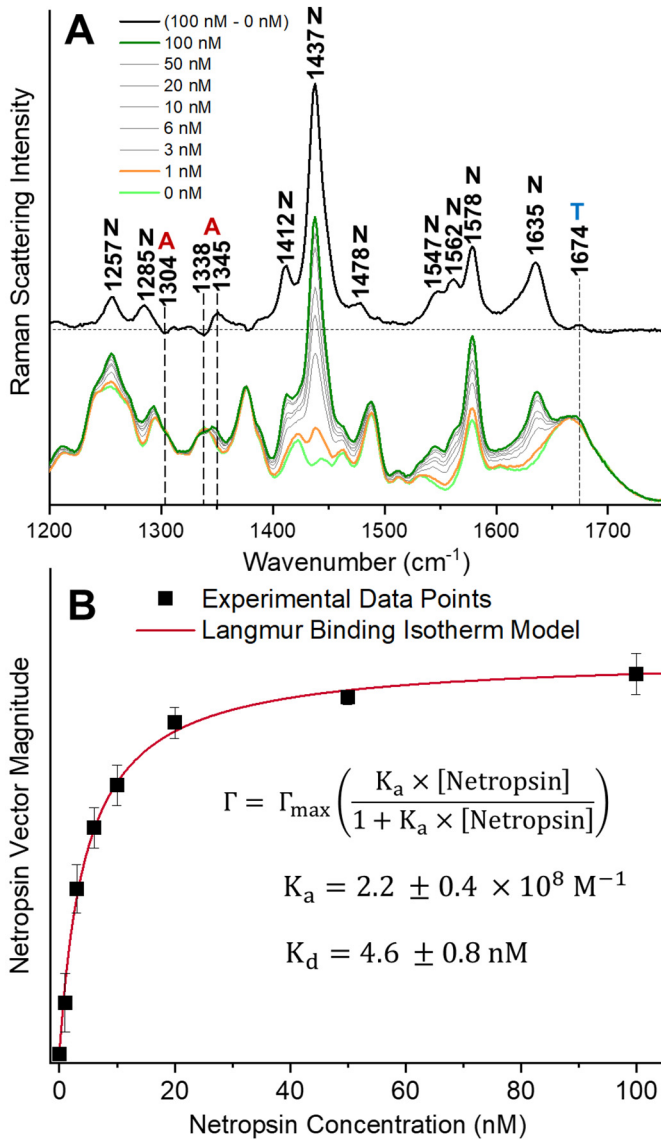 A
(100 nM - 0 nM)
100 nM
50 nM
20 nM
10 nM
6 nM
3 nM
1 nM
0 nM
1257 N
1285 N
1304 A
1338
1345 A
1412 N
1437 N
1478 N
1547 N
1562 N
1578 N
1635 N
1674 T
Raman Scattering Intensity
1200 1300 1400 1500 1600 1700
Wavenumber (cm⁻¹)
B
Experimental Data Points
Langmur Binding Isotherm Model
Netropsin Vector Magnitude
Γ = Γmax (Kₐ × [Netropsin] / 1 + Kₐ × [Netropsin])
Kₐ = 2.2 ± 0.4 × 10⁸ M⁻¹
K_d = 4.6 ± 0.8 nM
0 20 40 60 80 100
Netropsin Concentration (nM)